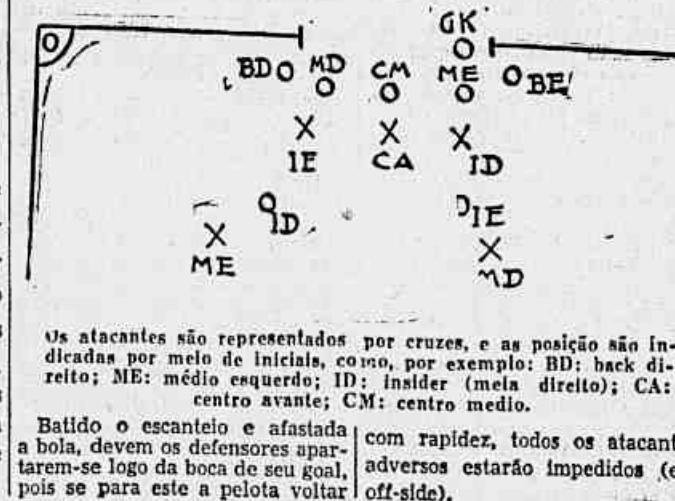 GK
BD MD CM ME BE
IE CA ID
ID IE
ME MD
Os atacantes são representados por cruzes, e as posição são in-
dicadas por meio de iniciais, como, por exemplo: BD: back di-
reito; ME: médio esquerdo; ID: insider (meia direito); CA:
centro avante; CM: centro medio.
Batido o escanteio e afastada
a bola, devem os defensores apar-
tarem-se logo da boca de seu goal,
pois se para este a pelota voltar
com rapidez, todos os atacant
adversos estarão impedidos (e
off-side).